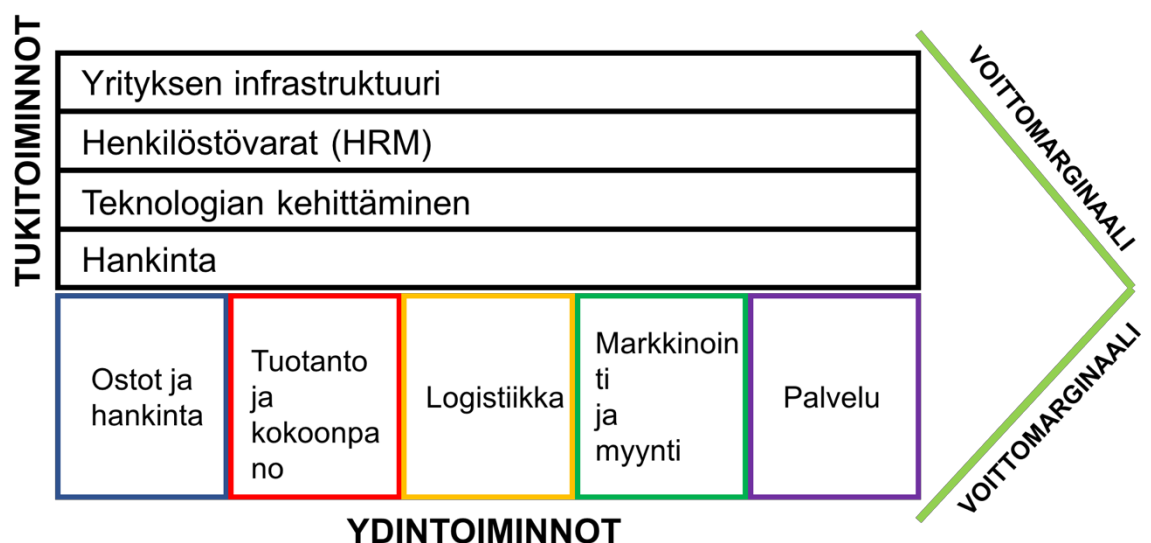 TUKITOIMINNOT
Yrityksen infrastruktuuri
Henkilöstövarat (HRM)
Teknologian kehittäminen
Hankinta
Ostot ja
hankinta
Tuotanto
ja
kokoonpa
no
Logistiikka
Markkinoin
ti
ja
myynti
Palvelu
YDINTOIMINNOT
VOITTOMARGINAALI
VOITTOMARGINAALI